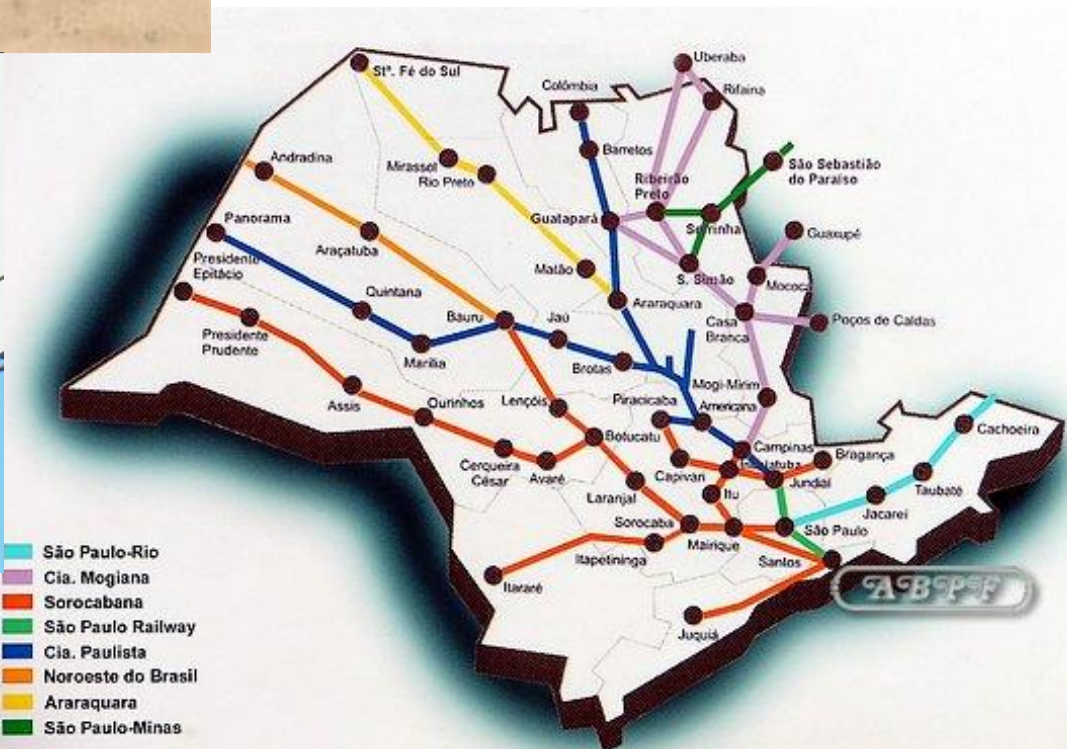 Uberaba
Stª. Fé do Sul
Colômbia
Rifaina
Barretos
Andradina
Mirassol
Rio Preto
São Sebastião
do Paraíso
Ribeirão
Preto
Guatapará
Serrinha
Guaxupé
Panorama
Araçatuba
Presidente
Epitácio
Matão
S. Simão
Mococa
Quintana
Araraquara
Bauru
Jaú
Casa
Branca
Poços de Caldas
Presidente
Prudente
Marília
Brotas
Mogi-Mirim
Assis
Ourinhos
Lençóis
Piracicaba
Americana
Cachoeira
Botucatu
Campinas
Bragança
Cerqueira
César
Avaré
Capivari
Indaiatuba
Jundiaí
Taubaté
Laranjal
Itu
Jacareí
Sorocaba
São Paulo
Mairique
Itapetininga
Santos
Itararé
Juquiá
ABPF
São Paulo-Rio
Cia. Mogiana
Sorocabana
São Paulo Railway
Cia. Paulista
Noroeste do Brasil
Araraquara
São Paulo-Minas